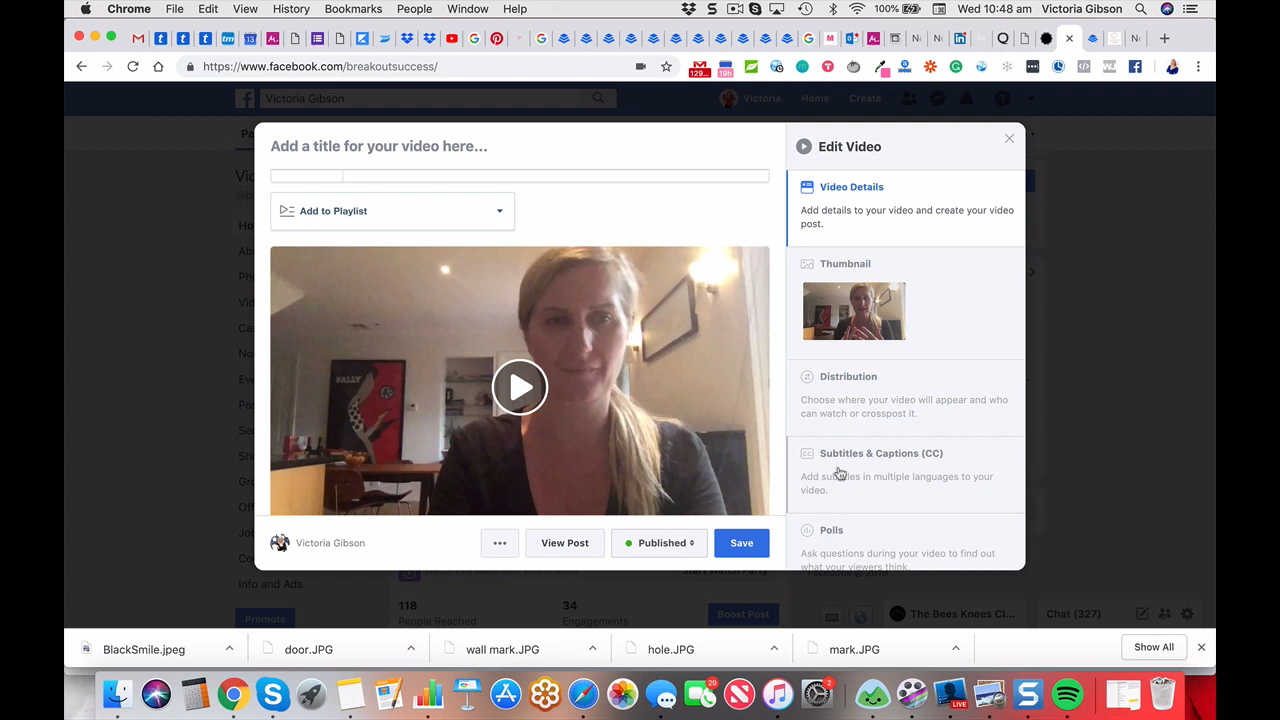 Chrome File Edit View History Bookmarks People Window Help 100% Wed 10:48 am Victoria Gibson
https://www.facebook.com/breakoutsuccess/
Victoria Gibson Victoria Home Create
Add a title for your video here...
Edit Video
Add to Playlist
Video Details
Add details to your video and create your video
post.
Thumbnail
BALLY
Distribution
Choose where your video will appear and who
can watch or crosspost it.
Subtitles & Captions (CC)
Add subtitles in multiple languages to your
video.
Polls
Ask questions during your video to find out
what your viewers think.
Victoria Gibson
••• View Post Published Save
Info and Ads
Promote
118
People Reached
34
Engagements
Boost Post
The Bees Knees Cl...
Chat (327)
BlackSmile.jpeg door.JPG wall mark.JPG hole.JPG mark.JPG Show All
29
2
LIVE